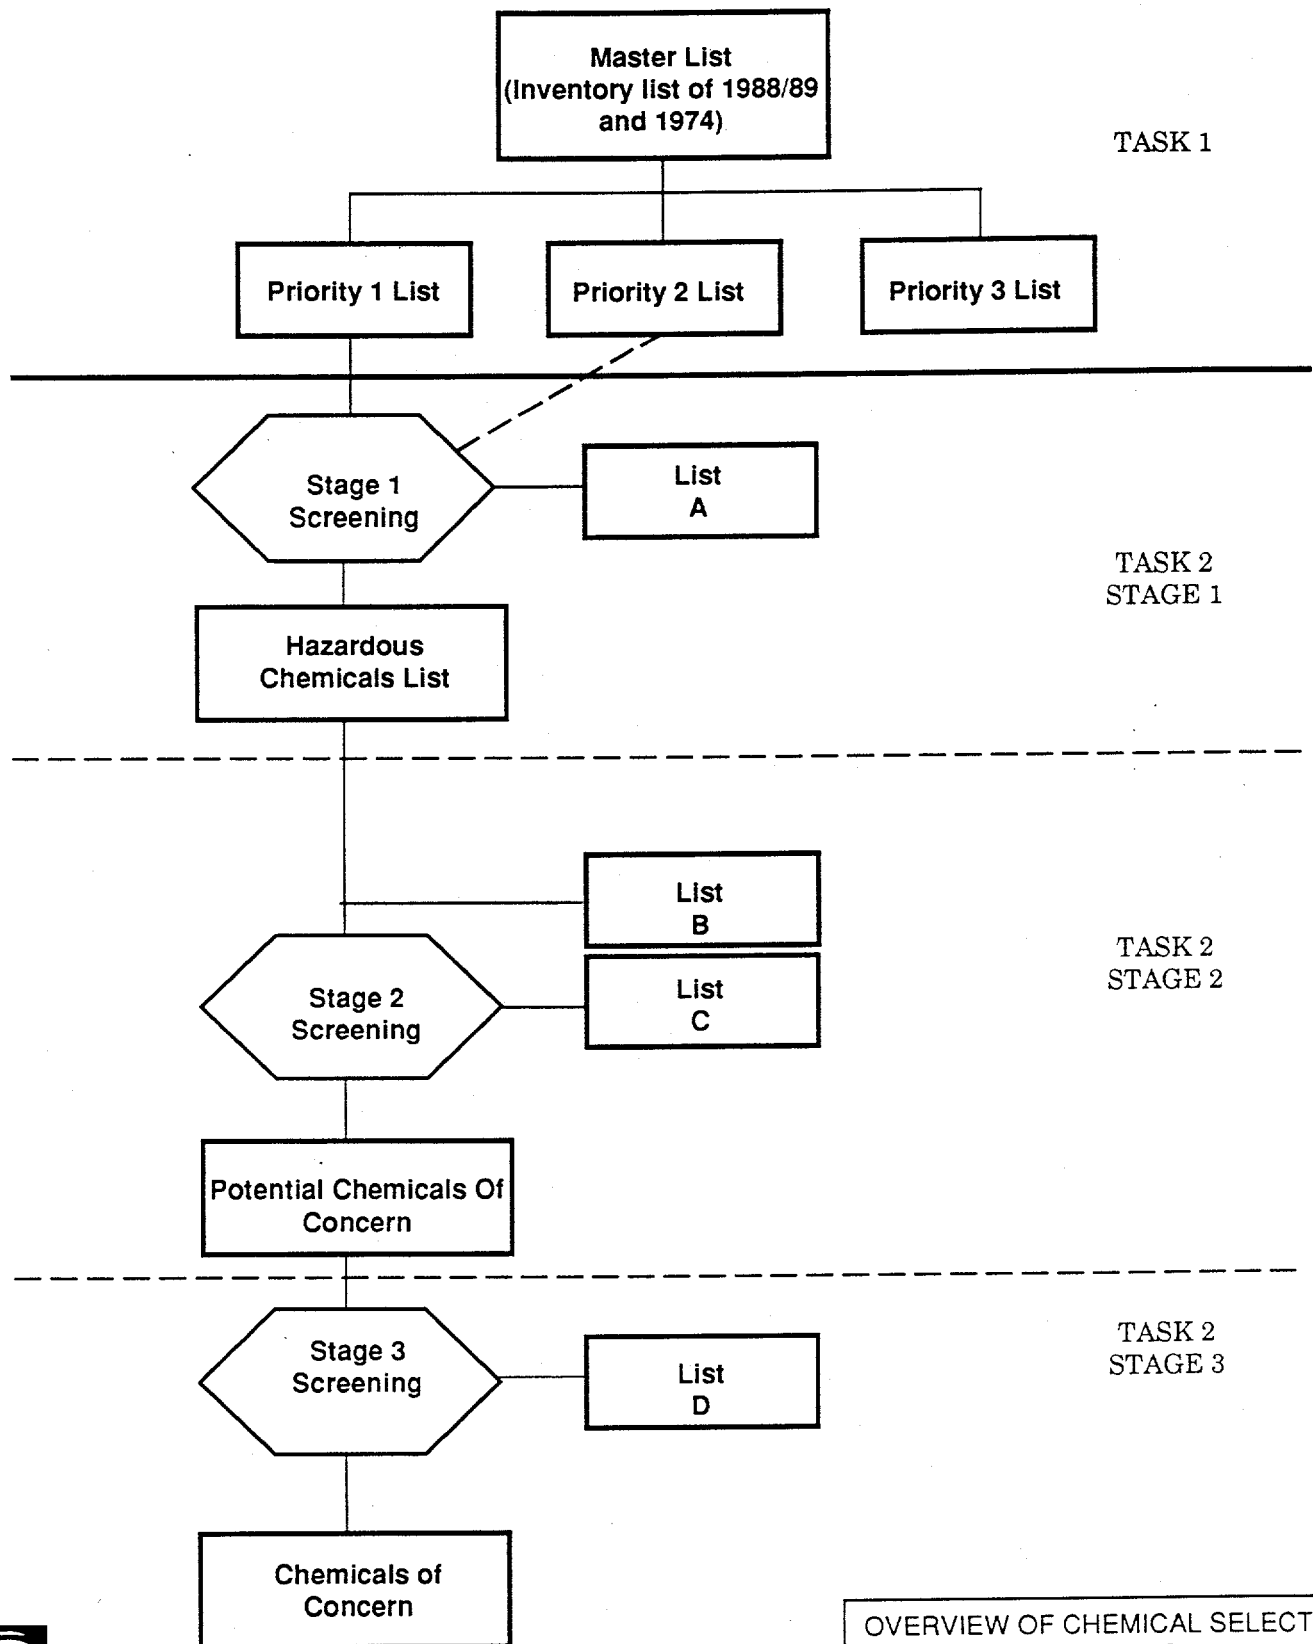 Master List
(Inventory list of 1988/89
and 1974)
TASK 1
Priority 1 List
Priority 2 List
Priority 3 List
Stage 1
Screening
List
A
TASK 2
STAGE 1
Hazardous
Chemicals List
List
B
TASK 2
STAGE 2
Stage 2
Screening
List
C
Potential Chemicals Of
Concern
Stage 3
Screening
List
D
TASK 2
STAGE 3
Chemicals of
Concern
OVERVIEW OF CHEMICAL SELECT